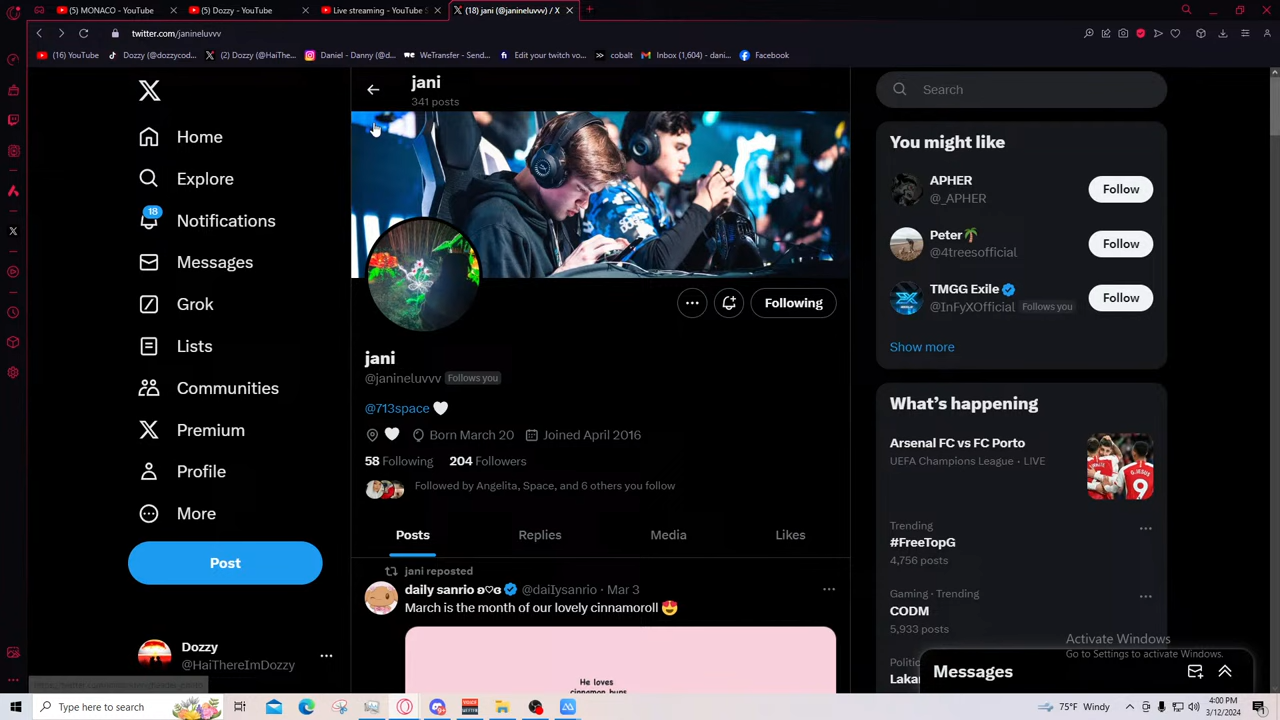 (5) MONACO - YouTube
(5) Dozzy - YouTube
Live streaming - YouTube S
(18) jani (@janineluvvv) / X
twitter.com/janineluvvv
(16) YouTube
Dozzy (@dozzycod...
(2) Dozzy (@HaiThe...
Daniel - Danny (@d...
WeTransfer - Send...
Edit your twitch vo...
cobalt
Inbox (1,604) - dani...
Facebook
jani
341 posts
Search
Home
Explore
18
Notifications
Messages
Grok
Lists
Communities
Premium
Profile
More
Post
Dozzy
@HaiThereImDozzy
Following
jani
@janineluvvv Follows you
@713space 🤍
🤍 Born March 20 Joined April 2016
58 Following 204 Followers
Followed by Angelita, Space, and 6 others you follow
Posts Replies Media Likes
jani reposted
daily sanrio ʚ♡ɞ @daiIysanrio · Mar 3
March is the month of our lovely cinnamoroll 😍
He loves
cinnamon buns
You might like
APHER
@_APHER
Follow
Peter🌴
@4treesofficial
Follow
TMGG Exile
@InFyXOfficial Follows you
Follow
Show more
What's happening
Arsenal FC vs FC Porto
UEFA Champions League · LIVE
Trending
#FreeTopG
4,756 posts
Gaming · Trending
CODM
5,933 posts
Politi
Lakan
Activate Windows
Go to Settings to activate Windows.
Messages
Type here to search
75°F Windy
4:00 PM
3/12/2024